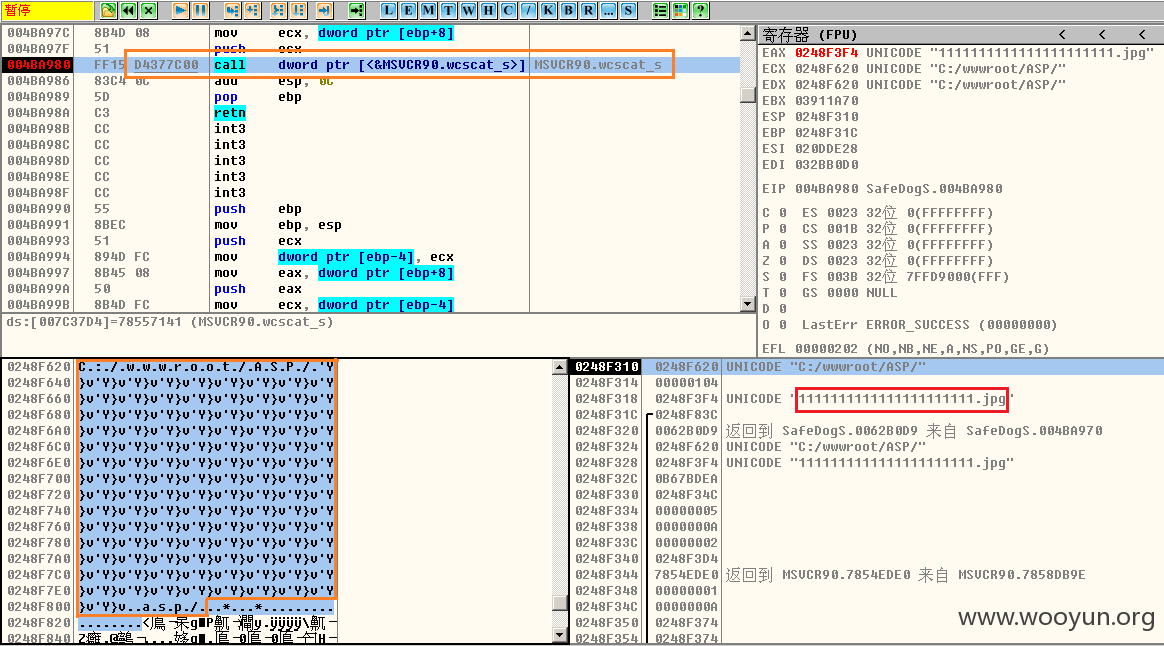 暂停
L E M T W H C / K B R ... S
?
004BA97C 8B4D 08 mov ecx, dword ptr [ebp+8]
004BA97F 51 push ecx
004BA980 FF15 D4377C00 call dword ptr [<&MSVCR90.wcscat_s>] MSVCR90.wcscat_s
004BA986 83C4 0C add esp, 0C
004BA989 5D pop ebp
004BA98A C3 retn
004BA98B CC int3
004BA98C CC int3
004BA98D CC int3
004BA98E CC int3
004BA98F CC int3
004BA990 55 push ebp
004BA991 8BEC mov ebp, esp
004BA993 51 push ecx
004BA994 894D FC mov dword ptr [ebp-4], ecx
004BA997 8B45 08 mov eax, dword ptr [ebp+8]
004BA99A 50 push eax
004BA99B 8B4D FC mov ecx, dword ptr [ebp-4]
ds:[007C37D4]=78557141 (MSVCR90.wcscat_s)
寄存器 (FPU) < < <
EAX 0248F3F4 UNICODE "1111111111111111111111.jpg"
ECX 0248F620 UNICODE "C:/wwwroot/ASP/"
EDX 0248F620 UNICODE "C:/wwwroot/ASP/"
EBX 03911A70
ESP 0248F310
EBP 0248F31C
ESI 020DDE28
EDI 032BB0D0
EIP 004BA980 SafeDogS.004BA980
C 0 ES 0023 32位 0(FFFFFFFF)
P 0 CS 001B 32位 0(FFFFFFFF)
A 0 SS 0023 32位 0(FFFFFFFF)
Z 0 DS 0023 32位 0(FFFFFFFF)
S 0 FS 003B 32位 7FFD9000(FFF)
T 0 GS 0000 NULL
D 0
O 0 LastErr ERROR_SUCCESS (00000000)
EFL 00000202 (NO,NB,NE,A,NS,PO,GE,G)
0248F620 C.:./.w.w.w.r.o.o.t./.A.S.P./.'Y
0248F640 }v'Y}v'Y}v'Y}v'Y}v'Y}v'Y}v'Y}v'Y
0248F660 }v'Y}v'Y}v'Y}v'Y}v'Y}v'Y}v'Y}v'Y
0248F680 }v'Y}v'Y}v'Y}v'Y}v'Y}v'Y}v'Y}v'Y
0248F6A0 }v'Y}v'Y}v'Y}v'Y}v'Y}v'Y}v'Y}v'Y
0248F6C0 }v'Y}v'Y}v'Y}v'Y}v'Y}v'Y}v'Y}v'Y
0248F6E0 }v'Y}v'Y}v'Y}v'Y}v'Y}v'Y}v'Y}v'Y
0248F700 }v'Y}v'Y}v'Y}v'Y}v'Y}v'Y}v'Y}v'Y
0248F720 }v'Y}v'Y}v'Y}v'Y}v'Y}v'Y}v'Y}v'Y
0248F740 }v'Y}v'Y}v'Y}v'Y}v'Y}v'Y}v'Y}v'Y
0248F760 }v'Y}v'Y}v'Y}v'Y}v'Y}v'Y}v'Y}v'Y
0248F780 }v'Y}v'Y}v'Y}v'Y}v'Y}v'Y}v'Y}v'Y
0248F7A0 }v'Y}v'Y}v'Y}v'Y}v'Y}v'Y}v'Y}v'Y
0248F7C0 }v'Y}v'Y}v'Y}v'Y}v'Y}v'Y}v'Y}v'Y
0248F7E0 }v'Y}v'Y}v'Y}v'Y}v'Y}v'Y}v'Y}v'Y
0248F800 }v'Y}v..a.s.p./...*...*.........
0248F820
0248F840
0248F310 0248F620 UNICODE "C:/wwwroot/ASP/"
0248F314 00000104
0248F318 0248F3F4 UNICODE "1111111111111111111111.jpg"
0248F31C 0248F83C
0248F320 0062B0D9 返回到 SafeDogS.0062B0D9 来自 SafeDogS.004BA970
0248F324 0248F620 UNICODE "C:/wwwroot/ASP/"
0248F328 0248F3F4 UNICODE "1111111111111111111111.jpg"
0248F32C 0B67BDEA
0248F330 0248F34C
0248F334 00000005
0248F338 0000000A
0248F33C 00000002
0248F340 0248F3D4
0248F344 7854EDE0 返回到 MSVCR90.7854EDE0 来自 MSVCR90.7858DB9E
0248F348 00000001
0248F34C 0000000A
0248F350 0248F374
0248F354 0248F374
www.wooyun.org